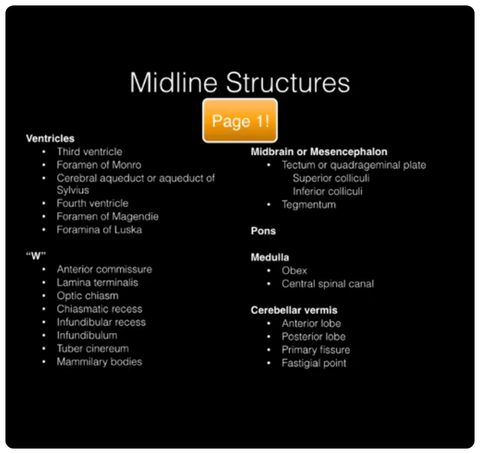 Midline Structures
Page 1!
Ventricles
• Third ventricle
• Foramen of Monro
• Cerebral aqueduct or aqueduct of
Sylvius
• Fourth ventricle
• Foramen of Magendie
• Foramina of Luska
"W"
• Anterior commissure
• Lamina terminalis
• Optic chiasm
• Chiasmatic recess
• Infundibular recess
• Infundibulum
• Tuber cinereum
• Mammilary bodies
Midbrain or Mesencephalon
• Tectum or quadrageminal plate
Superior colliculi
Inferior colliculi
• Tegmentum
Pons
Medulla
• Obex
• Central spinal canal
Cerebellar vermis
• Anterior lobe
• Posterior lobe
• Primary fissure
• Fastigial point